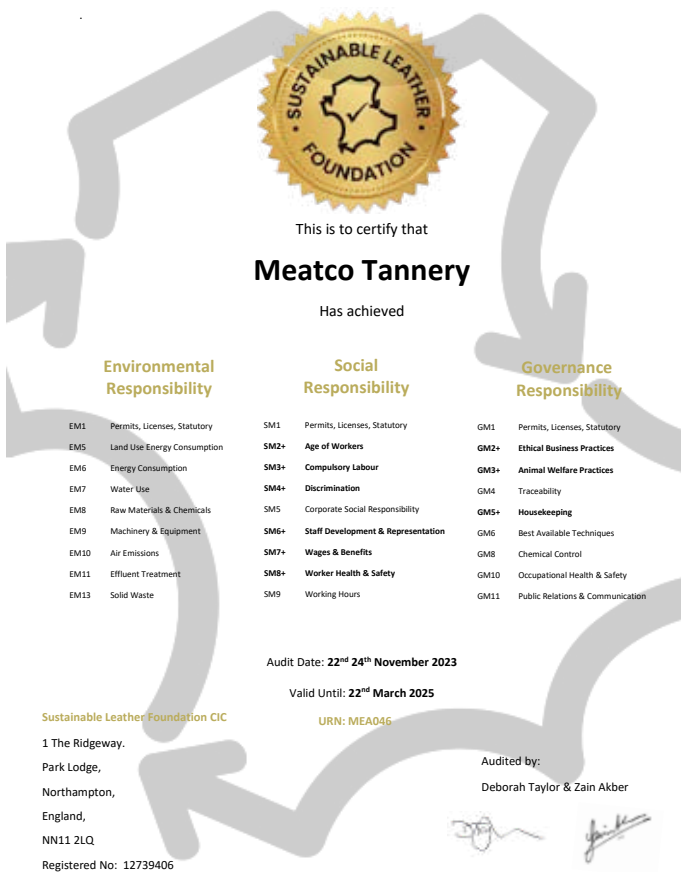 SUSTAINABLE LEATHER
FOUNDATION
This is to certify that
Meatco Tannery
Has achieved
Environmental
Responsibility
EM1 Permits, Licenses, Statutory
EM5 Land Use Energy Consumption
EM6 Energy Consumption
EM7 Water Use
EM8 Raw Materials & Chemicals
EM9 Machinery & Equipment
EM10 Air Emissions
EM11 Effluent Treatment
EM13 Solid Waste
Social
Responsibility
SM1 Permits, Licenses, Statutory
SM2+ Age of Workers
SM3+ Compulsory Labour
SM4+ Discrimination
SM5 Corporate Social Responsibility
SM6+ Staff Development & Representation
SM7+ Wages & Benefits
SM8+ Worker Health & Safety
SM9 Working Hours
Governance
Responsibility
GM1 Permits, Licenses, Statutory
GM2+ Ethical Business Practices
GM3+ Animal Welfare Practices
GM4 Traceability
GM5+ Housekeeping
GM6 Best Available Techniques
GM8 Chemical Control
GM10 Occupational Health & Safety
GM11 Public Relations & Communication
Audit Date: 22nd 24th November 2023
Valid Until: 22nd March 2025
URN: MEA046
Sustainable Leather Foundation CIC
1 The Ridgeway.
Park Lodge,
Northampton,
England,
NN11 2LQ
Registered No: 12739406
Audited by:
Deborah Taylor & Zain Akber